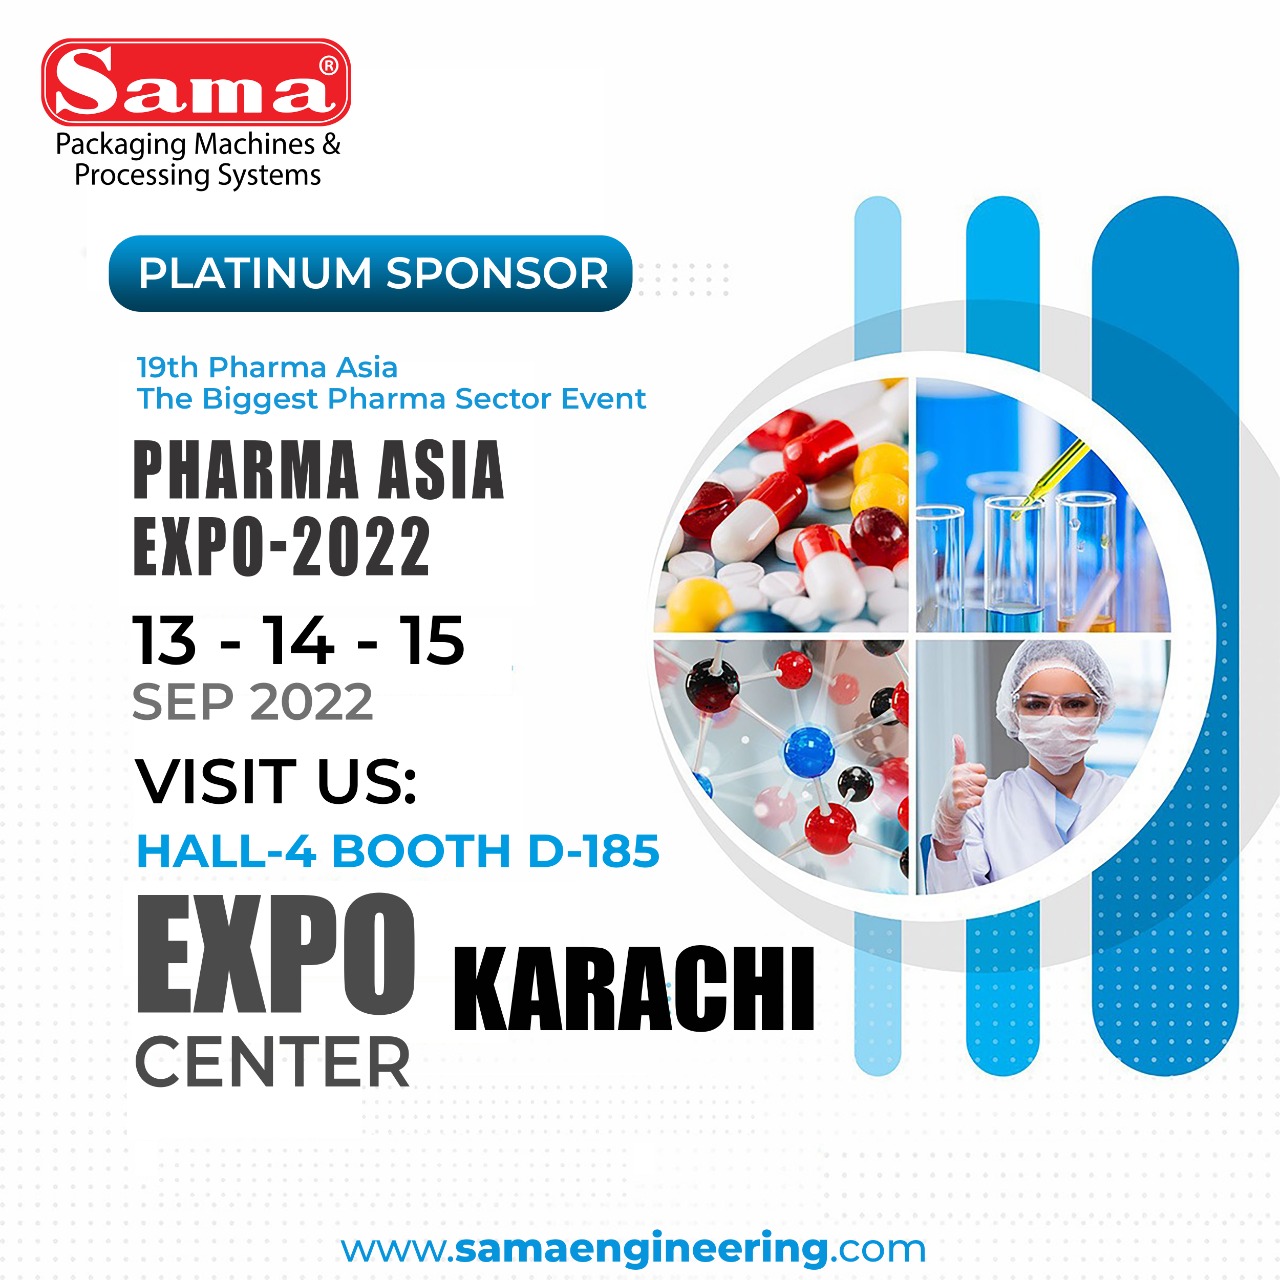 Sama®
Packaging Machines &
Processing Systems
PLATINUM SPONSOR
19th Pharma Asia
The Biggest Pharma Sector Event
PHARMA ASIA
EXPO-2022
13 - 14 - 15
SEP 2022
VISIT US:
HALL-4 BOOTH D-185
EXPO
CENTER
KARACHI
www.samaengineering.com